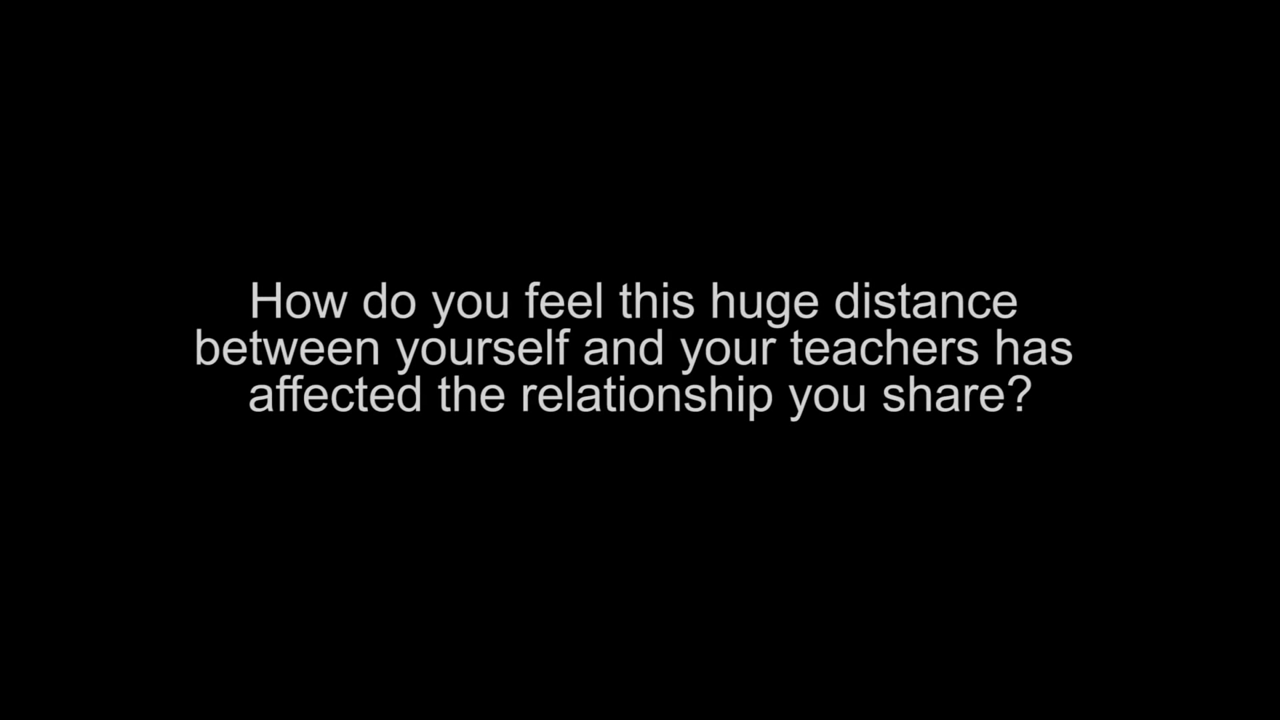 How do you feel this huge distance
between yourself and your teachers has
affected the relationship you share?